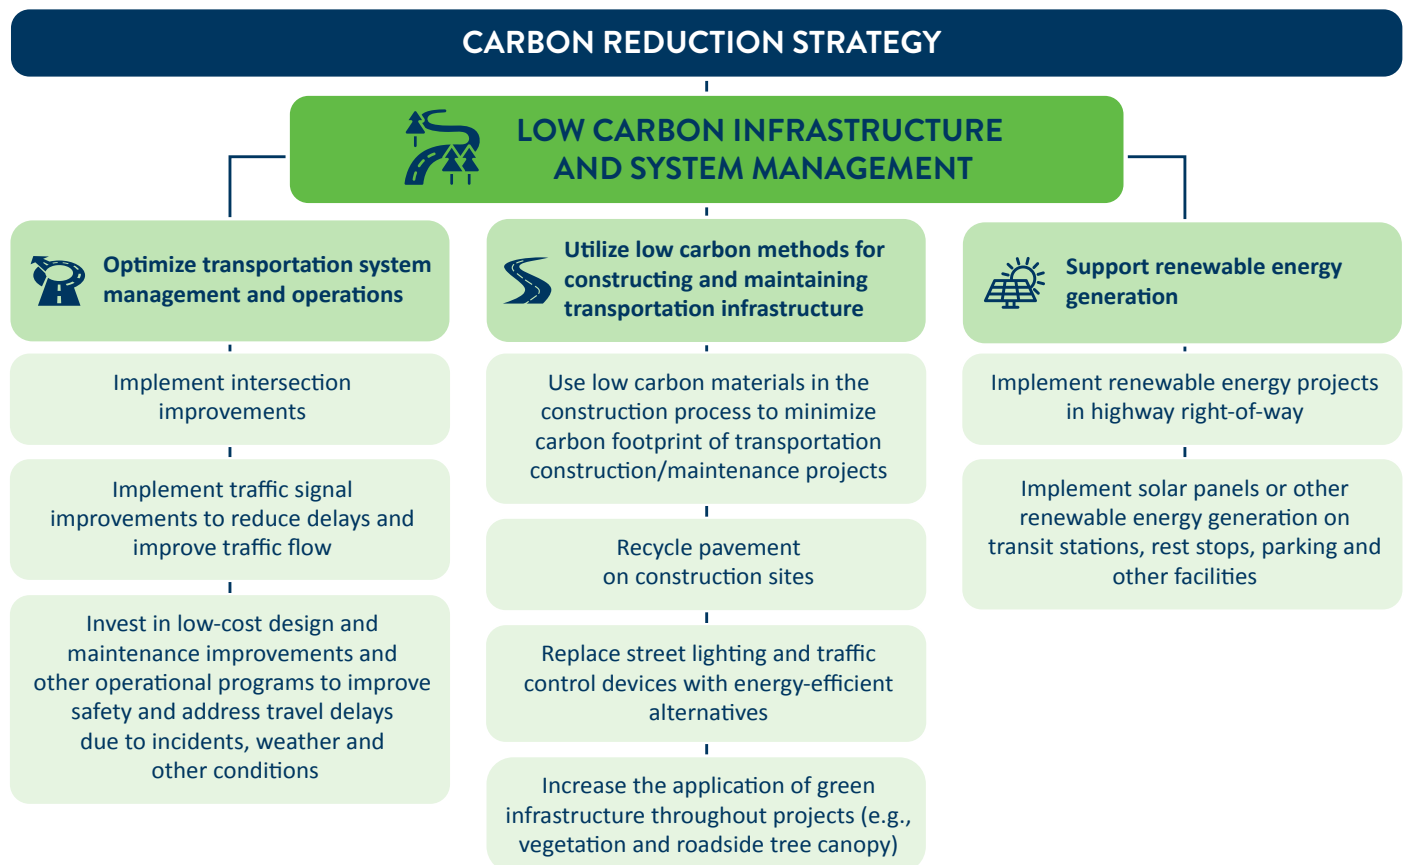 CARBON REDUCTION STRATEGY
LOW CARBON INFRASTRUCTURE
AND SYSTEM MANAGEMENT
Optimize transportation system
management and operations
Implement intersection
improvements
Implement traffic signal
improvements to reduce delays and
improve traffic flow
Invest in low-cost design and
maintenance improvements and
other operational programs to improve
safety and address travel delays
due to incidents, weather and
other conditions
Utilize low carbon methods for
constructing and maintaining
transportation infrastructure
Use low carbon materials in the
construction process to minimize
carbon footprint of transportation
construction/maintenance projects
Recycle pavement
on construction sites
Replace street lighting and traffic
control devices with energy-efficient
alternatives
Increase the application of green
infrastructure throughout projects (e.g.,
vegetation and roadside tree canopy)
Support renewable energy
generation
Implement renewable energy projects
in highway right-of-way
Implement solar panels or other
renewable energy generation on
transit stations, rest stops, parking and
other facilities